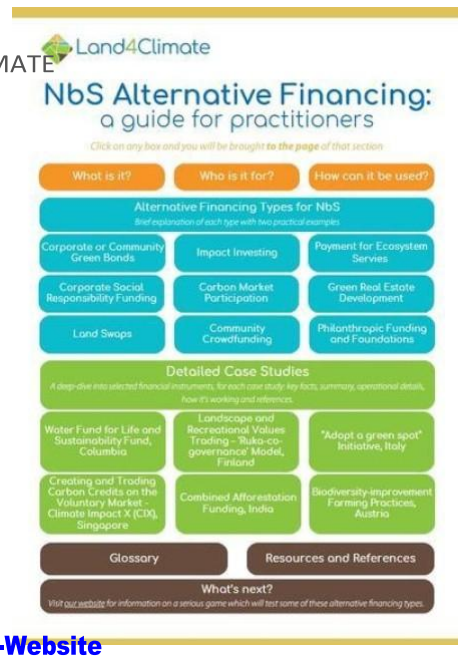 Land4Climate
MATE
NbS Alternative Financing:
a guide for practitioners
Click on any box and you will be brought to the page of that section
What is it?
Who is it for?
How can it be used?
Alternative Financing Types for NbS
Brief explanation of each type with two practical examples
Corporate or Community
Green Bonds
Impact Investing
Payment for Ecosystem
Servies
Corporate Social
Responsibility Funding
Carbon Market
Participation
Green Real Estate
Development
Land Swaps
Community
Crowdfunding
Philanthropic Funding
and Foundations
Detailed Case Studies
A deep-dive into selected financial instruments, for each case study: key facts, summary, operational details,
how it's working and references.
Water Fund for Life and
Sustainability Fund,
Columbia
Landscape and
Recreational Values
Trading - 'Ruka-co-
governance' Model,
Finland
"Adopt a green spot"
Initiative, Italy
Creating and Trading
Carbon Credits on the
Voluntary Market -
Climate Impact X (CIX),
Singapore
Combined Afforestation
Funding, India
Biodiversity-improvement
Farming Practices,
Austria
Glossary
Resources and References
What's next?
Visit our website for information on a serious game which will test some of these alternative financing types.
-Website